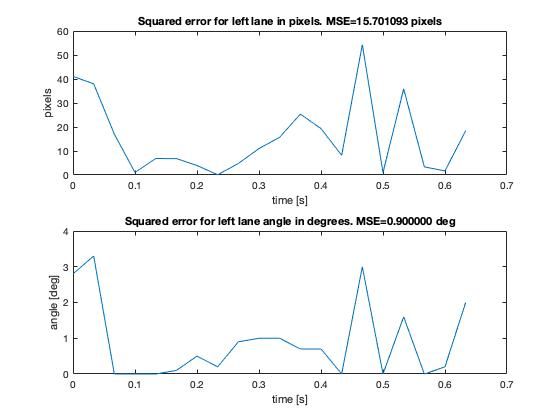 Squared error for left lane in pixels. MSE=15.701093 pixels
60
50
40
30
20
10
0
pixels
0 0.1 0.2 0.3 0.4 0.5 0.6 0.7
time [s]
Squared error for left lane angle in degrees. MSE=0.900000 deg
4
3
2
1
0
angle [deg]
0 0.1 0.2 0.3 0.4 0.5 0.6 0.7
time [s]